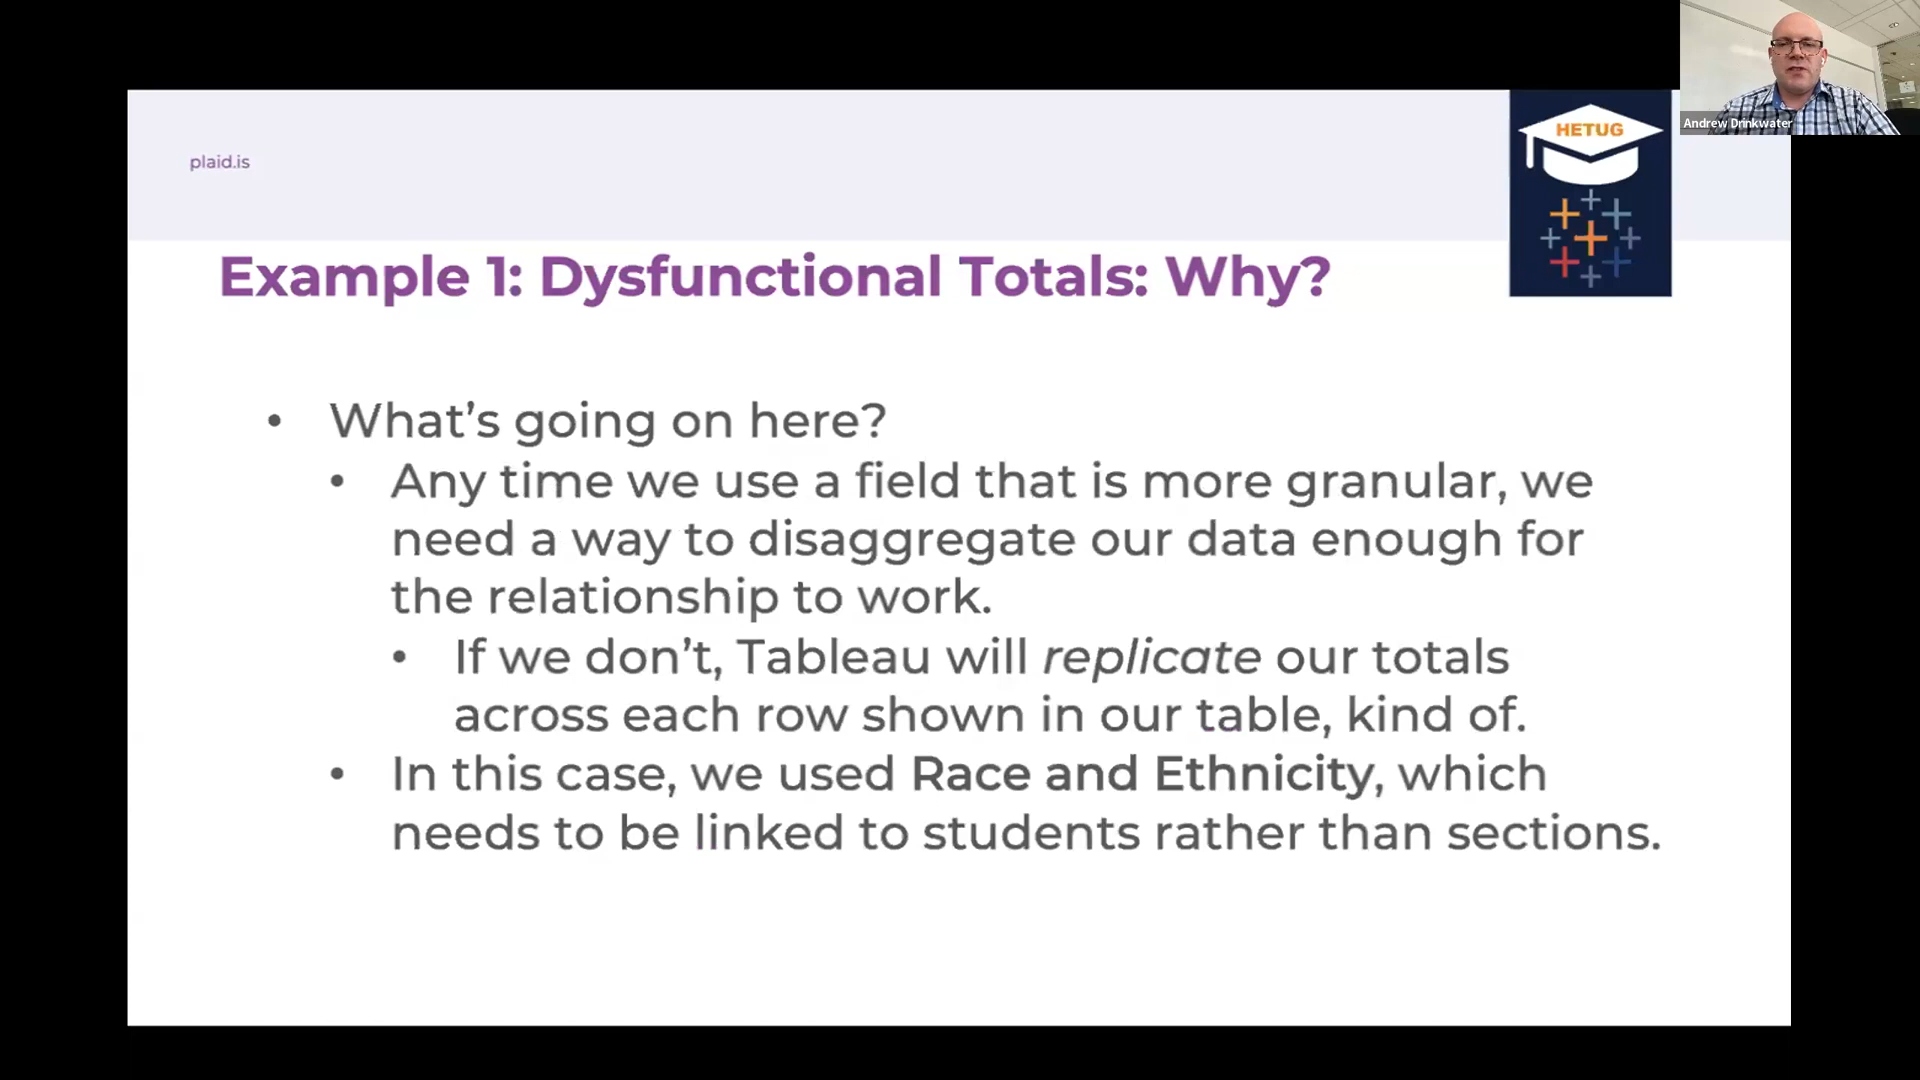 HETUG
Andrew Drinkwater
plaid.is
Example 1: Dysfunctional Totals: Why?
• What’s going on here?
• Any time we use a field that is more granular, we
need a way to disaggregate our data enough for
the relationship to work.
• If we don’t, Tableau will replicate our totals
across each row shown in our table, kind of.
• In this case, we used Race and Ethnicity, which
needs to be linked to students rather than sections.